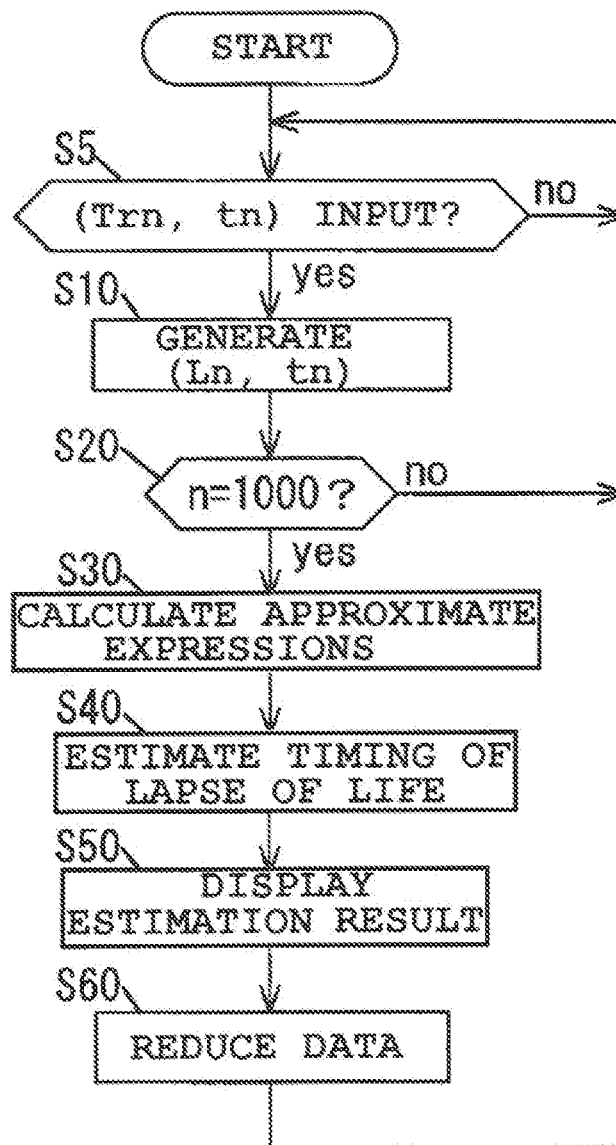 START
S5
(Trn, tn) INPUT?
no
yes
S10
GENERATE
(Ln, tn)
S20
n=1000?
no
yes
S30
CALCULATE APPROXIMATE
EXPRESSIONS
S40
ESTIMATE TIMING OF
LAPSE OF LIFE
S50
DISPLAY
ESTIMATION RESULT
S60
REDUCE DATA